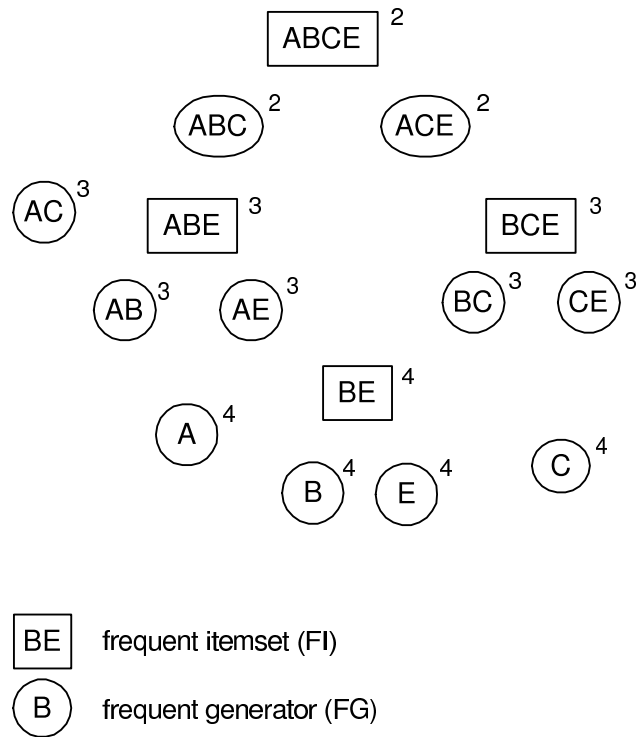 ABCE 2
ABC 2 ACE 2
AC 3 ABE 3 BCE 3
AB 3 AE 3 BC 3 CE 3
BE 4
A 4 C 4
B 4 E 4
BE frequent itemset (FI)
B frequent generator (FG)